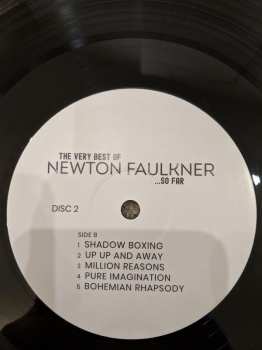 THE VERY BEST OF
NEWTON FAULKNER
...SO FAR
DISC 2
SIDE B
1 SHADOW BOXING
2 UP UP AND AWAY
3 MILLION REASONS
4 PURE IMAGINATION
5 BOHEMIAN RHAPSODY